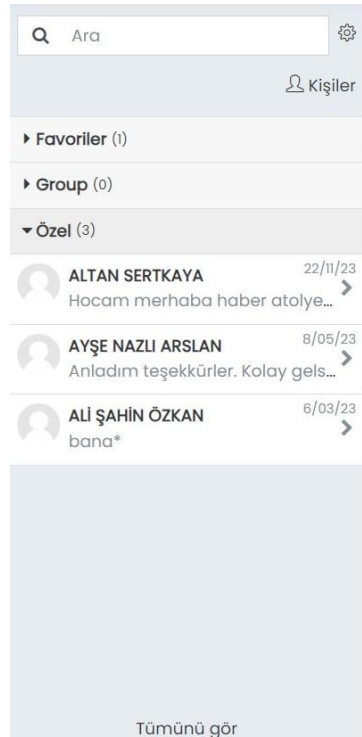 Ara
Kişiler
Favoriler (1)
Group (0)
Özel (3)
ALTAN SERTKAYA 22/11/23
Hocam merhaba haber atolye...
AYŞE NAZLI ARSLAN 8/05/23
Anladım teşekkürler. Kolay gels...
ALİ ŞAHİN ÖZKAN 6/03/23
bana*
Tümünü gör